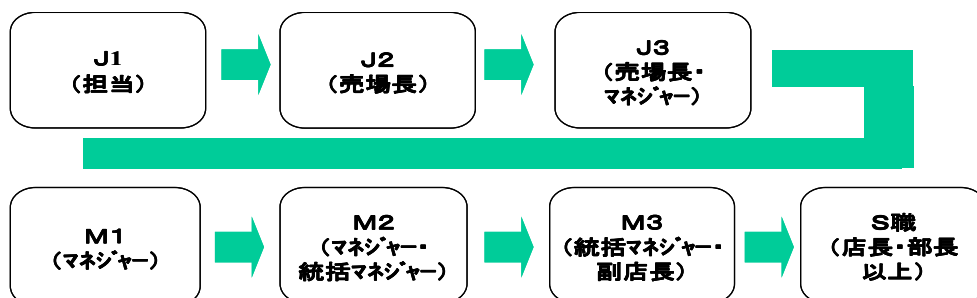 J1
(担当)
J2
(売場長)
J3
(売場長・
マネジャー)
M1
(マネジャー)
M2
(マネジャー・
統括マネジャー)
M3
(統括マネジャー・
副店長)
S職
(店長・部長
以上)